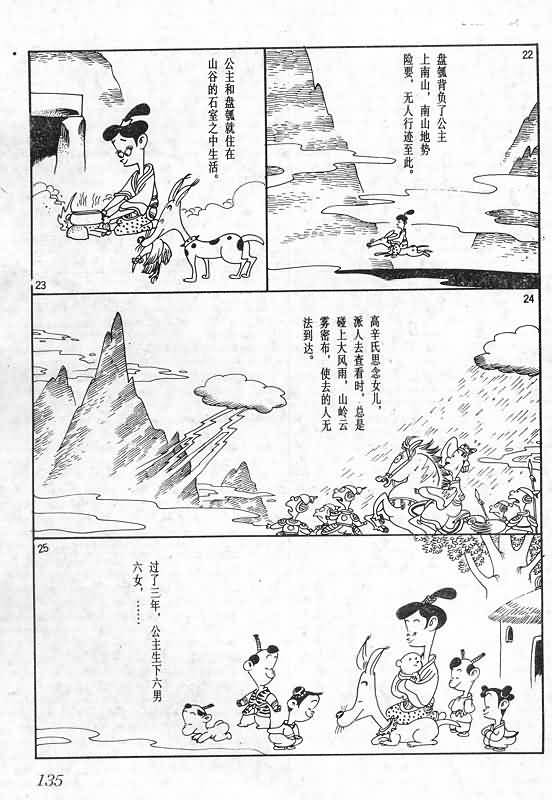 22
盘瓠背负了公主
上南山，南山地势
险要，无人行迹至此。
23
公主和盘瓠就住在
山谷的石室之中生活。
24
高辛氏思念女儿，
派人去查看时，总是
碰上大风雨，山岭云
雾密布，使去的人无
法到达。
25
过了三年，公主生下六男
六女，……
135